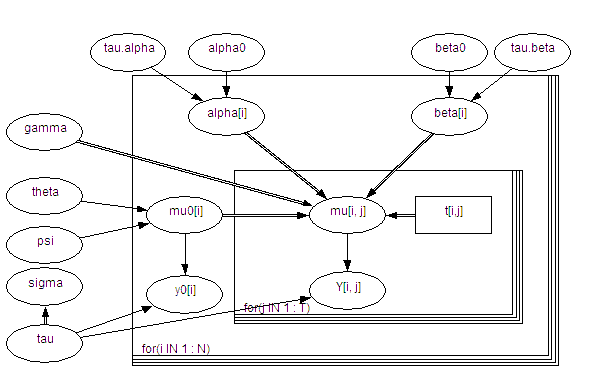 tau.alpha
alpha0
beta0
tau.beta
alpha[i]
beta[i]
gamma
theta
mu0[i]
mu[i, j]
t[i,j]
psi
sigma
y0[i]
Y[i, j]
for(j IN 1 : T)
tau
for(i IN 1 : N)